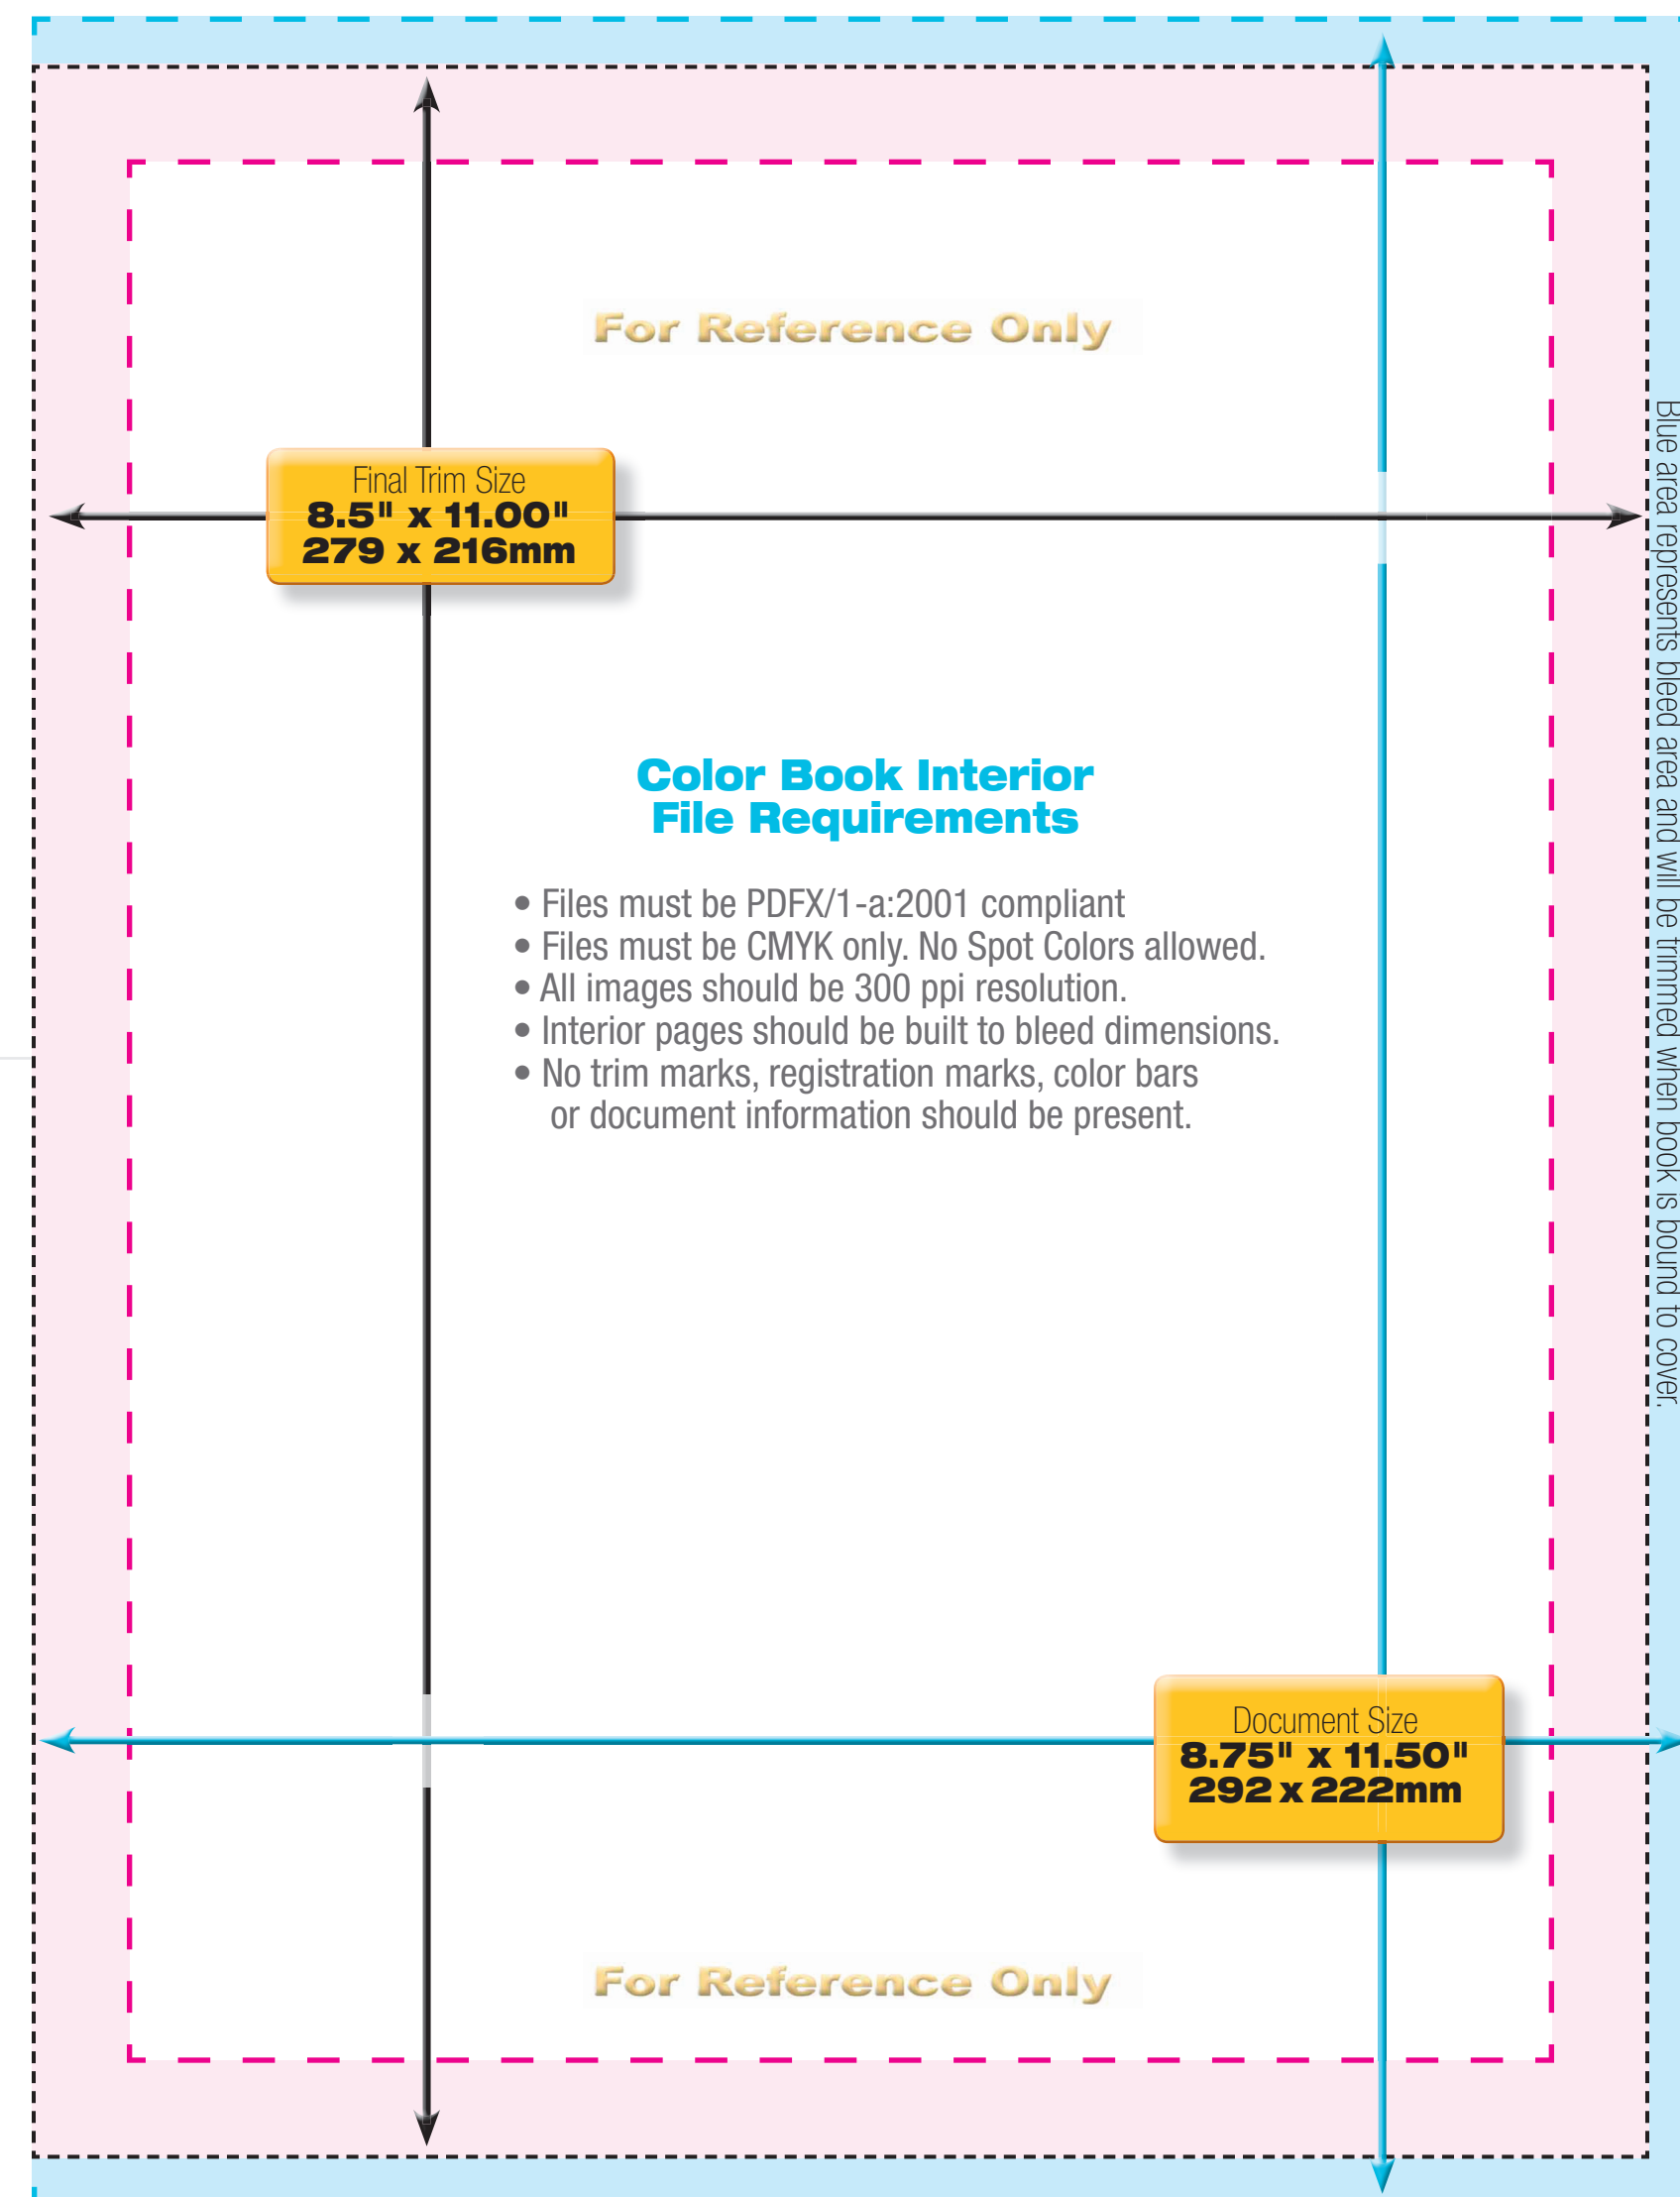 For Reference Only
Final Trim Size
8.5" x 11.00"
279 x 216mm
Color Book Interior
File Requirements
• Files must be PDFX/1-a:2001 compliant
• Files must be CMYK only. No Spot Colors allowed.
• All images should be 300 ppi resolution.
• Interior pages should be built to bleed dimensions.
• No trim marks, registration marks, color bars
or document information should be present.
Blue area represents bleed area and will be trimmed when book is bound to cover.
Document Size
8.75" x 11.50"
292 x 222mm
For Reference Only